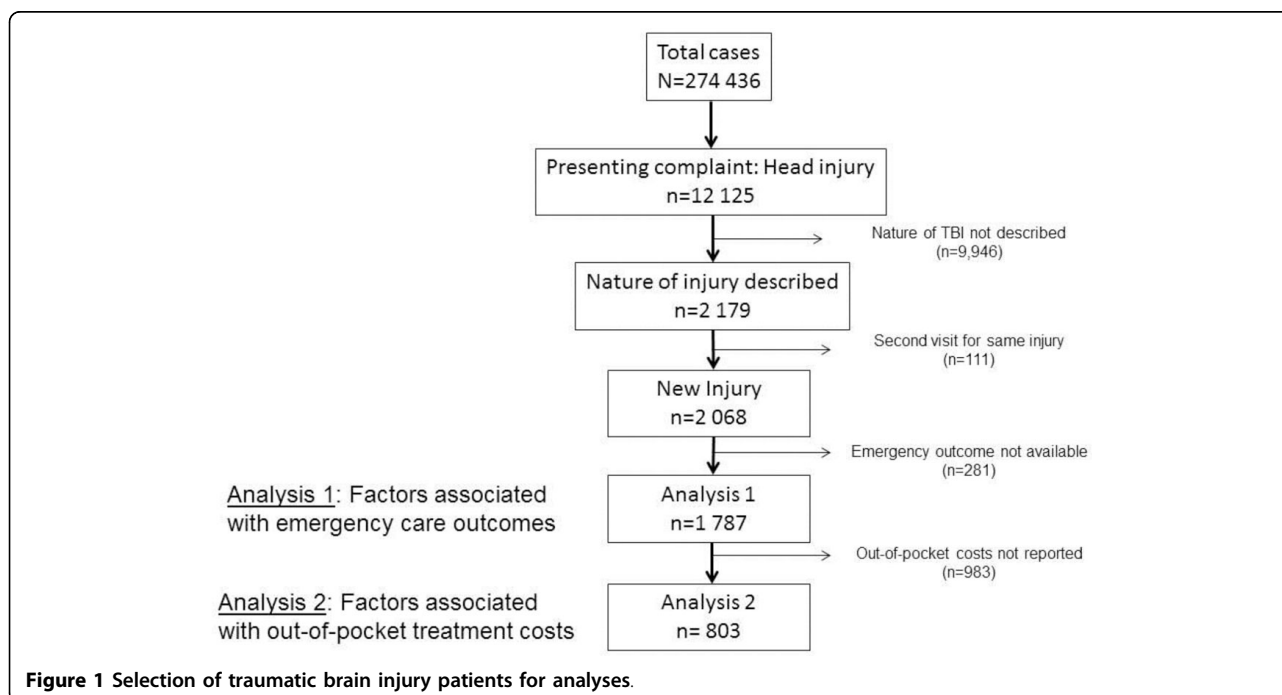 Total cases
N=274 436
Presenting complaint: Head injury
n=12 125
Nature of TBI not described
(n=9,946)
Nature of injury described
n=2 179
Second visit for same injury
(n=111)
New Injury
n=2 068
Emergency outcome not available
(n=281)
Analysis 1: Factors associated
with emergency care outcomes
Analysis 1
n=1 787
Out-of-pocket costs not reported
(n=983)
Analysis 2: Factors associated
with out-of-pocket treatment costs
Analysis 2
n= 803
Figure 1 Selection of traumatic brain injury patients for analyses.